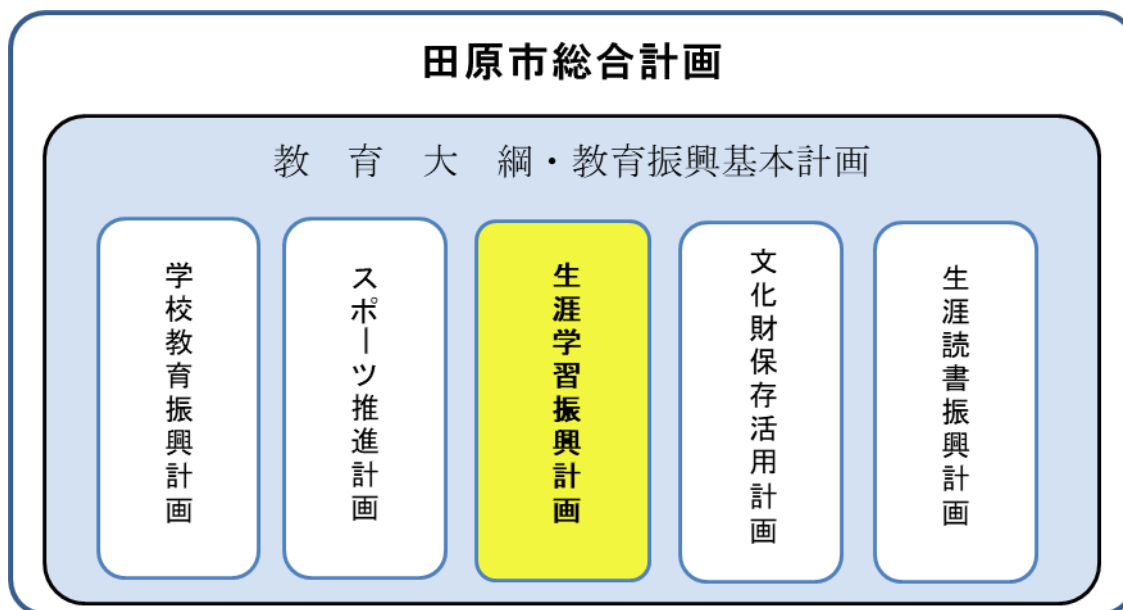 田原市総合計画
教 育 大 綱・教育振興基本計画
学校教育振興計画
スポーツ推進計画
生涯学習振興計画
文化財保存活用計画
生涯読書振興計画